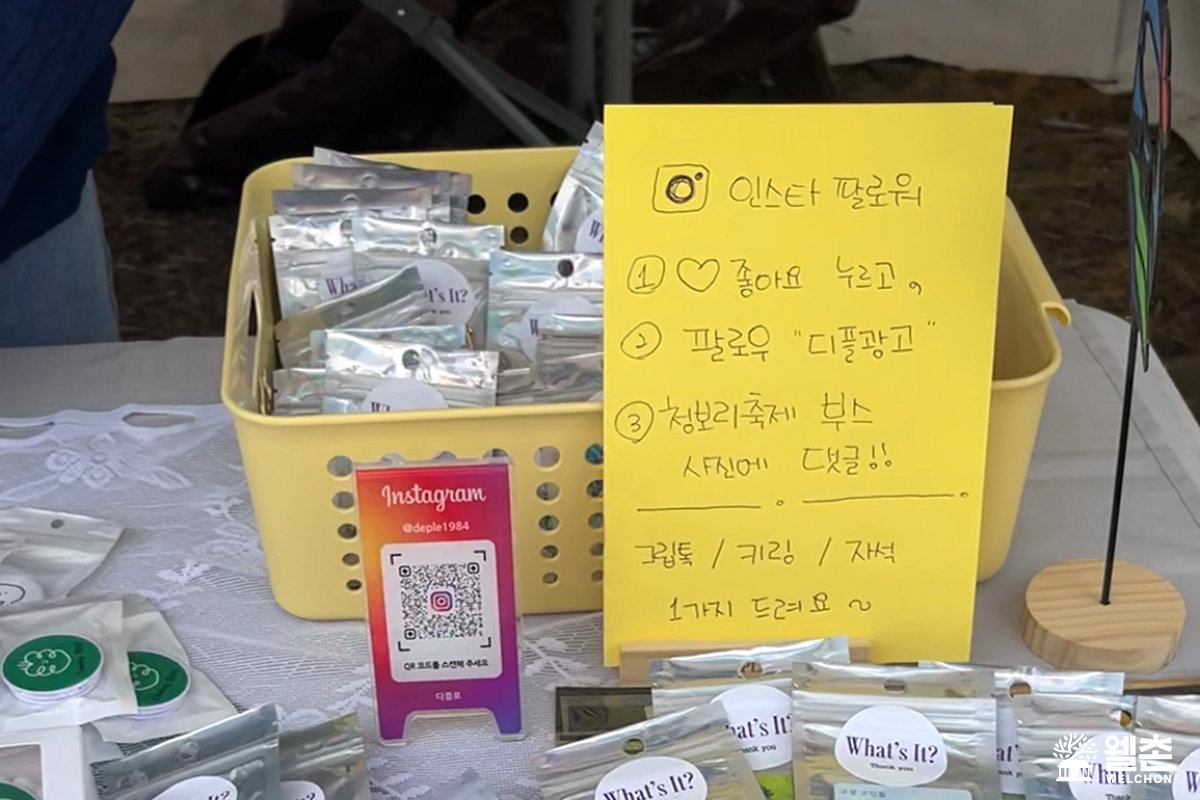 인스타 팔로워
① ♡ 좋아요 누르고,
② 팔로우 "디플광고"
③ 청보리축제 부스
사진에 댓글!!
그립톡 / 키링 / 자석
1가지 드려요~
Instagram
@deple1984
QR 코드를 스캔해 주세요
디플로
What's It?
Thank you
What's It?
Thank you
What's It?
웰촌
WELCHON